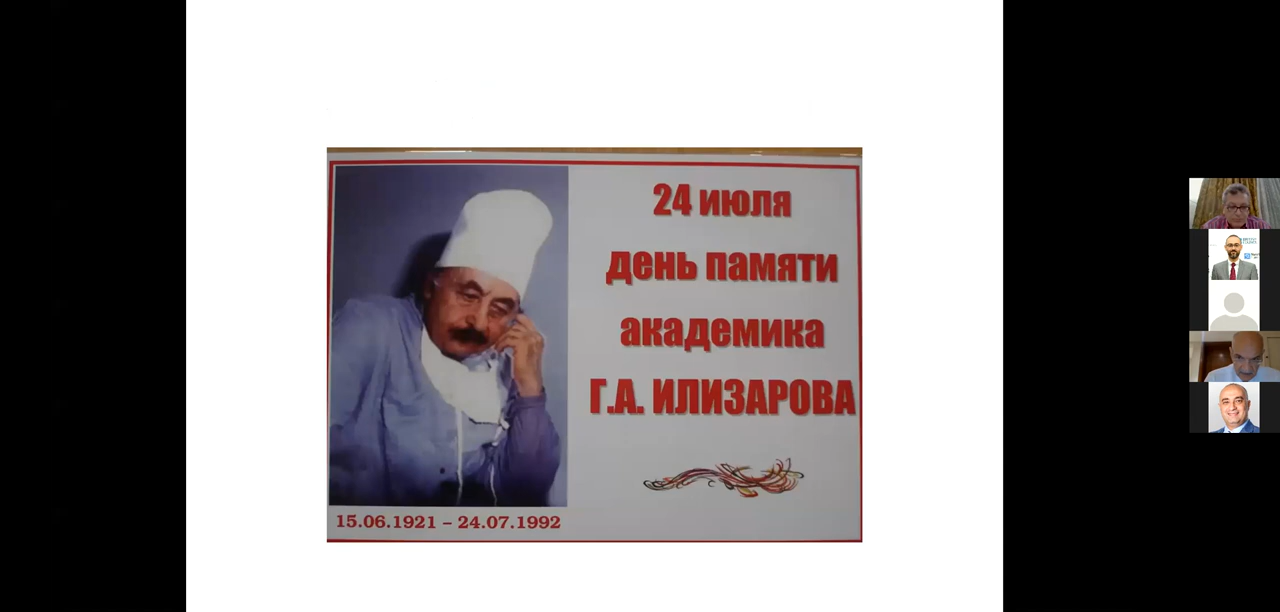 24 июля
день памяти
академика
Г.А. ИЛИЗАРОВА
15.06.1921 – 24.07.1992